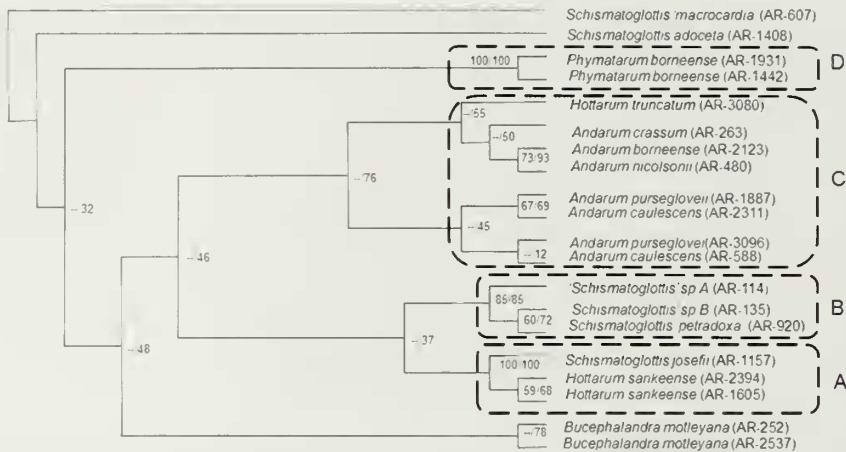 Schismatoglottis macrocardia (AR-607)
Schismatoglottis adoceta (AR-1408)
100/100
Phymatarum borneense (AR-1931)
Phymatarum borneense (AR-1442)
D
--/55
Hottarum truncatum (AR-3080)
--/50
Andarum crassum (AR-263)
73/93
Andarum borneense (AR-2123)
Andarum nicolsonii (AR-480)
--/76
C
67/69
Andarum purseglovei (AR-1887)
Andarum caulescens (AR-2311)
--45
-- 12
Andarum purseglovei (AR-3096)
Andarum caulescens (AR-588)
-- 32
-- 46
85/85
'Schismatoglottis' sp A (AR-114)
60/72
Schismatoglottis sp B (AR-135)
Schismatoglottis petradoxa (AR-920)
B
-- 37
-- 48
100 100
Schismatoglottis josefii (AR-1157)
59/68
Hottarum sarikeense (AR-2394)
Hottarum sarikeense (AR-1605)
A
--/78
Bucephalandra motleyana (AR-252)
Bucephalandra motleyana (AR-2537)